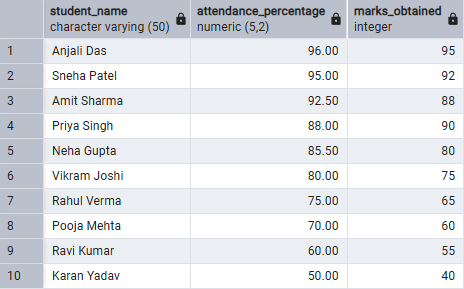 student_name attendance_percentage marks_obtained
character varying (50) numeric (5,2) integer
1 Anjali Das 96.00 95
2 Sneha Patel 95.00 92
3 Amit Sharma 92.50 88
4 Priya Singh 88.00 90
5 Neha Gupta 85.50 80
6 Vikram Joshi 80.00 75
7 Rahul Verma 75.00 65
8 Pooja Mehta 70.00 60
9 Ravi Kumar 60.00 55
10 Karan Yadav 50.00 40